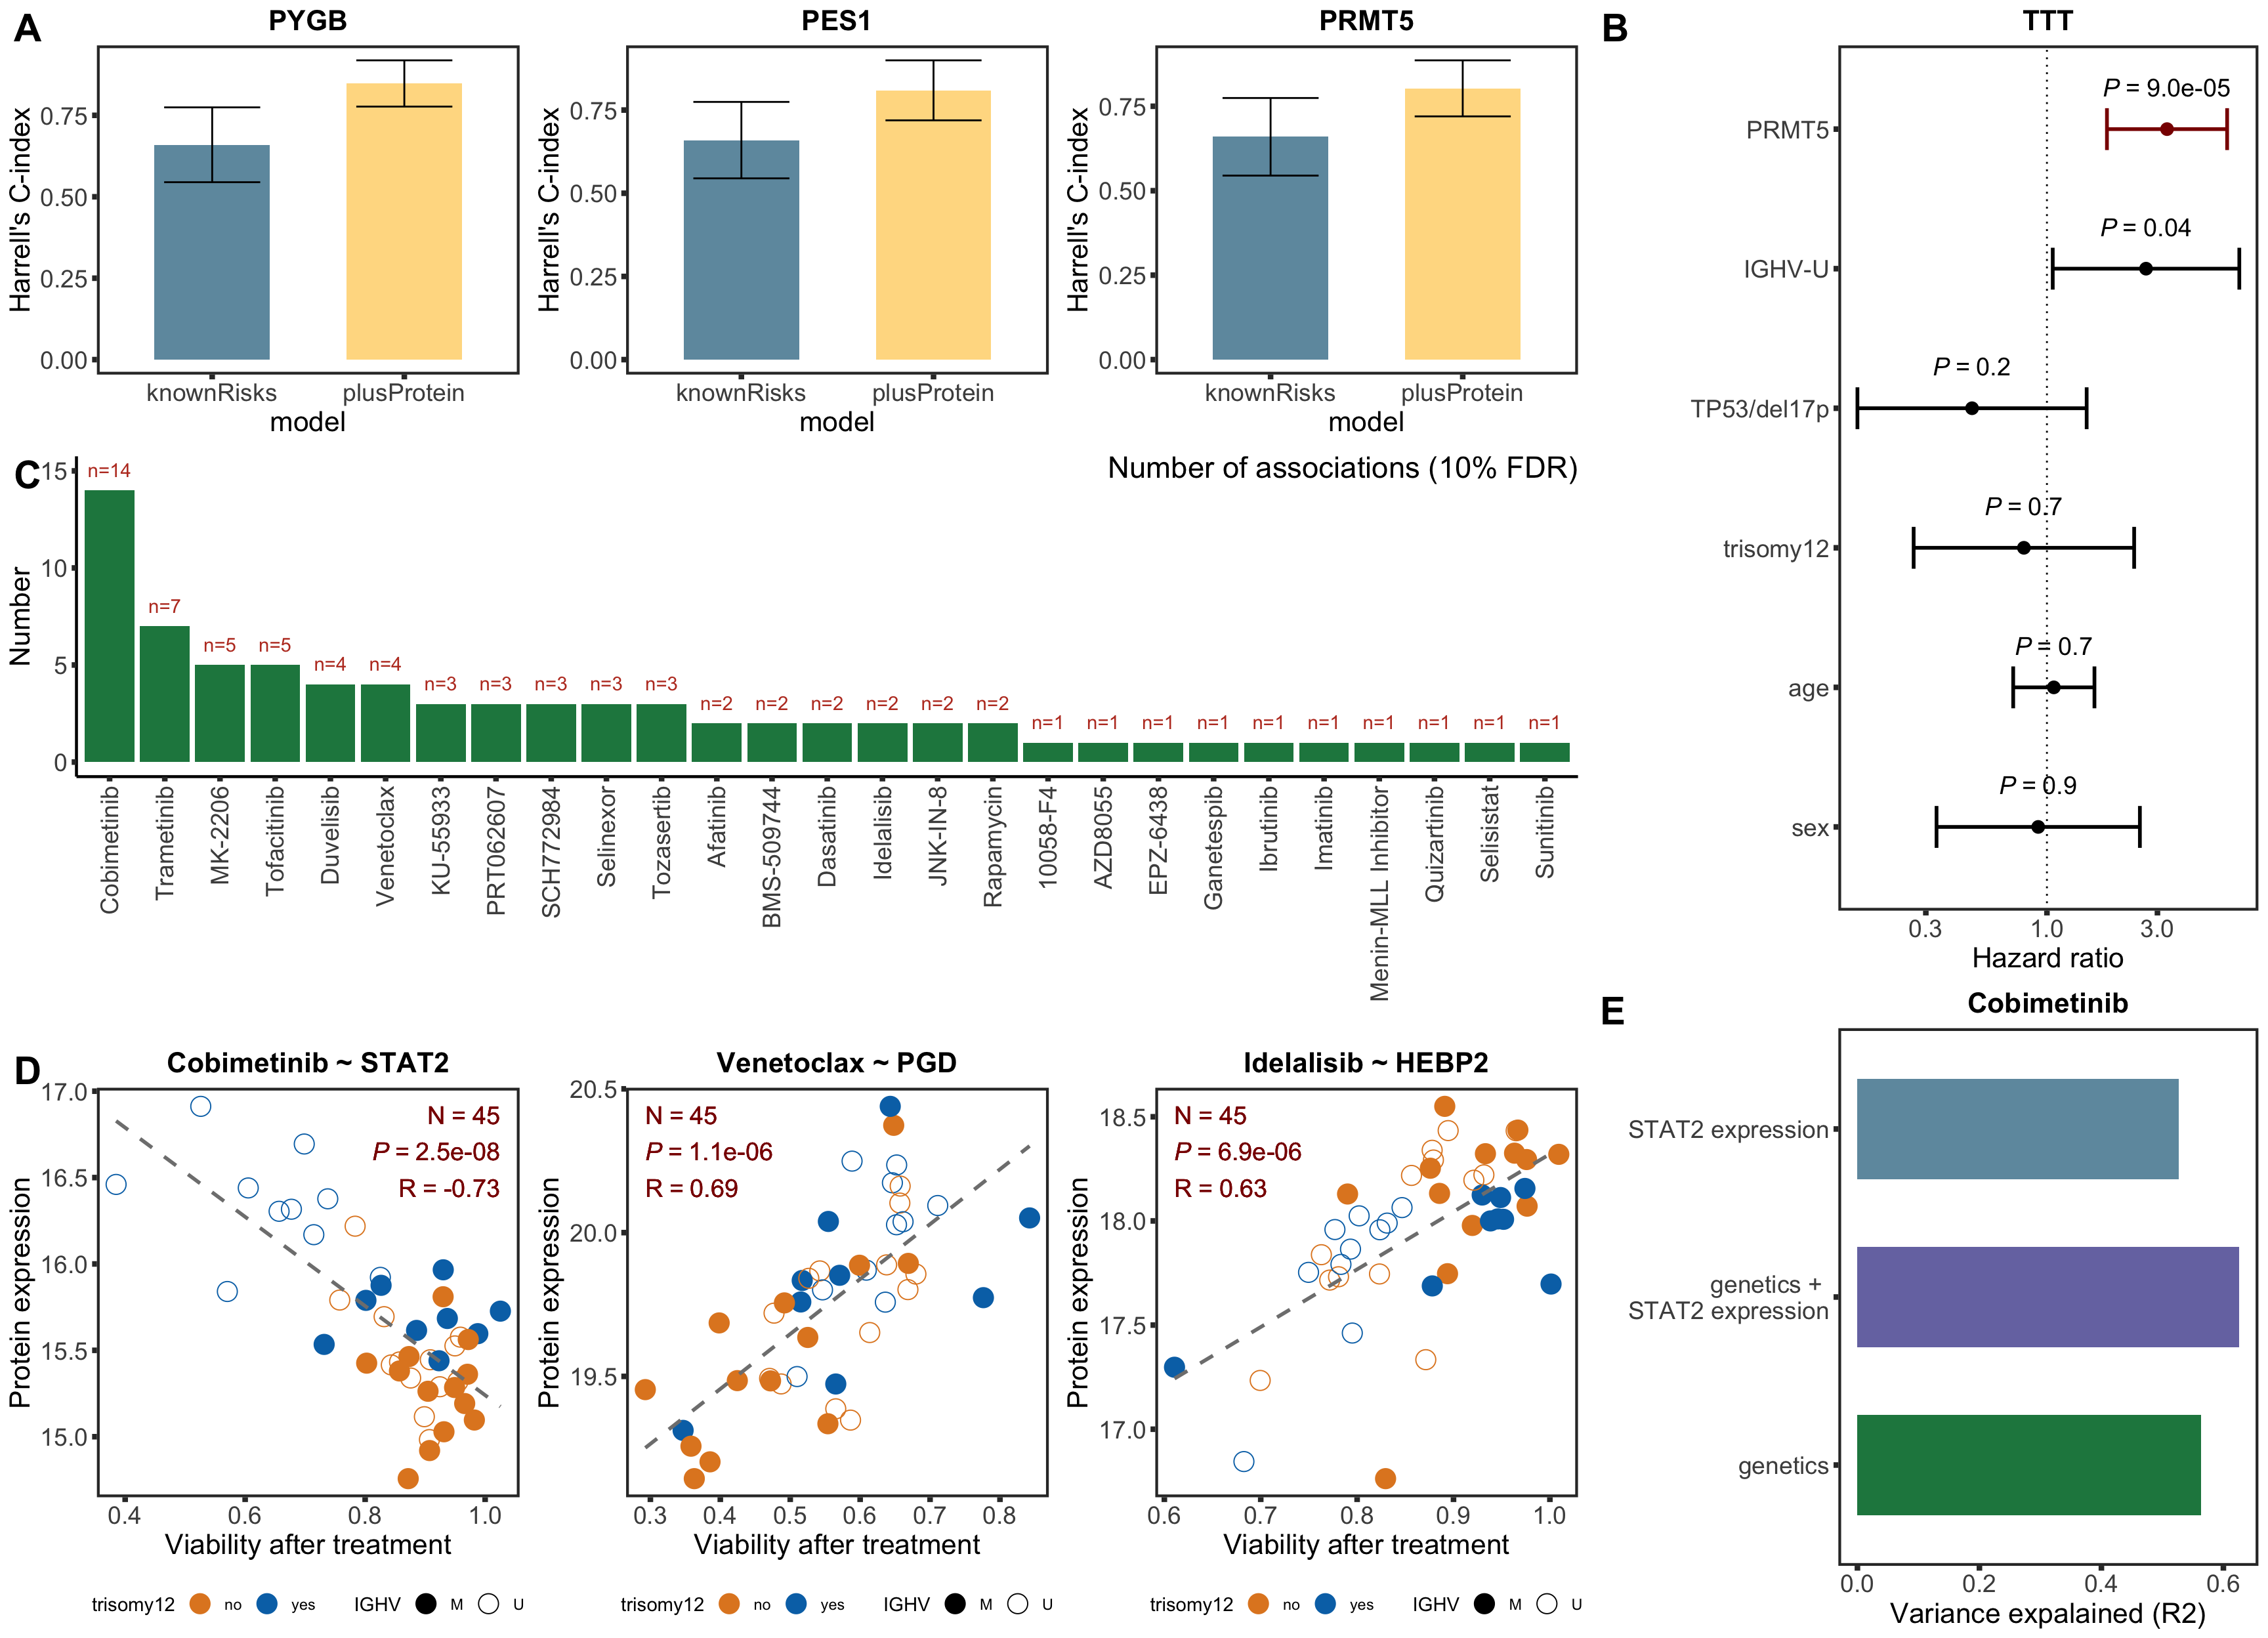 A
PYGB
Harrell's C-index
0.75
0.50
0.25
0.00
knownRisks
plusProtein
model
PES1
Harrell's C-index
0.75
0.50
0.25
0.00
knownRisks
plusProtein
model
PRMT5
Harrell's C-index
0.75
0.50
0.25
0.00
knownRisks
plusProtein
model
B
TTT
PRMT5
P = 9.0e-05
IGHV-U
P = 0.04
TP53/del17p
P = 0.2
trisomy12
P = 0.7
age
P = 0.7
sex
P = 0.9
0.3
1.0
3.0
Hazard ratio
C
Number of associations (10% FDR)
Number
15
10
5
0
n=14
n=7
n=5
n=5
n=4
n=4
n=3
n=3
n=3
n=3
n=3
n=2
n=2
n=2
n=2
n=2
n=2
n=1
n=1
n=1
n=1
n=1
n=1
n=1
n=1
n=1
n=1
Cobimetinib
Trametinib
MK-2206
Tofacitinib
Duvelisib
Venetoclax
KU-55933
PRT062607
SCH772984
Selinexor
Tozasertib
Afatinib
BMS-509744
Dasatinib
Idelalisib
JNK-IN-8
Rapamycin
10058-F4
AZD8055
EPZ-6438
Ganetespib
Ibrutinib
Imatinib
Menin-MLL Inhibitor
Quizartinib
Selisistat
Sunitinib
D
Cobimetinib ~ STAT2
N = 45
P = 2.5e-08
R = -0.73
Protein expression
17.0
16.5
16.0
15.5
15.0
0.4
0.6
0.8
1.0
Viability after treatment
trisomy12 no yes IGHV M U
Venetoclax ~ PGD
N = 45
P = 1.1e-06
R = 0.69
Protein expression
20.5
20.0
19.5
0.3
0.4
0.5
0.6
0.7
0.8
Viability after treatment
trisomy12 no yes IGHV M U
Idelalisib ~ HEBP2
N = 45
P = 6.9e-06
R = 0.63
Protein expression
18.5
18.0
17.5
17.0
0.6
0.7
0.8
0.9
1.0
Viability after treatment
trisomy12 no yes IGHV M U
E
Cobimetinib
STAT2 expression
genetics +
STAT2 expression
genetics
0.0
0.2
0.4
0.6
Variance expalained (R2)